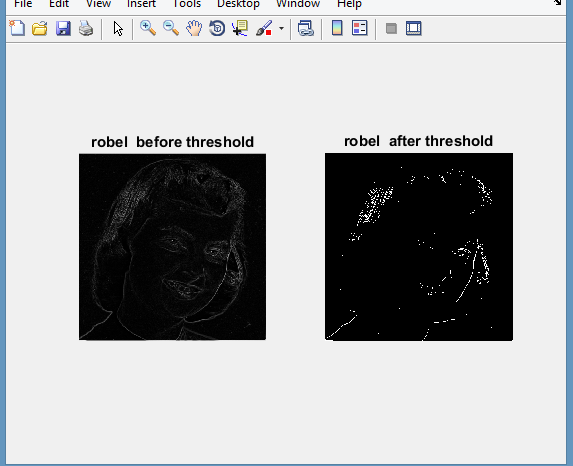 File Edit View Insert Tools Desktop Window Help
robel before threshold
robel after threshold